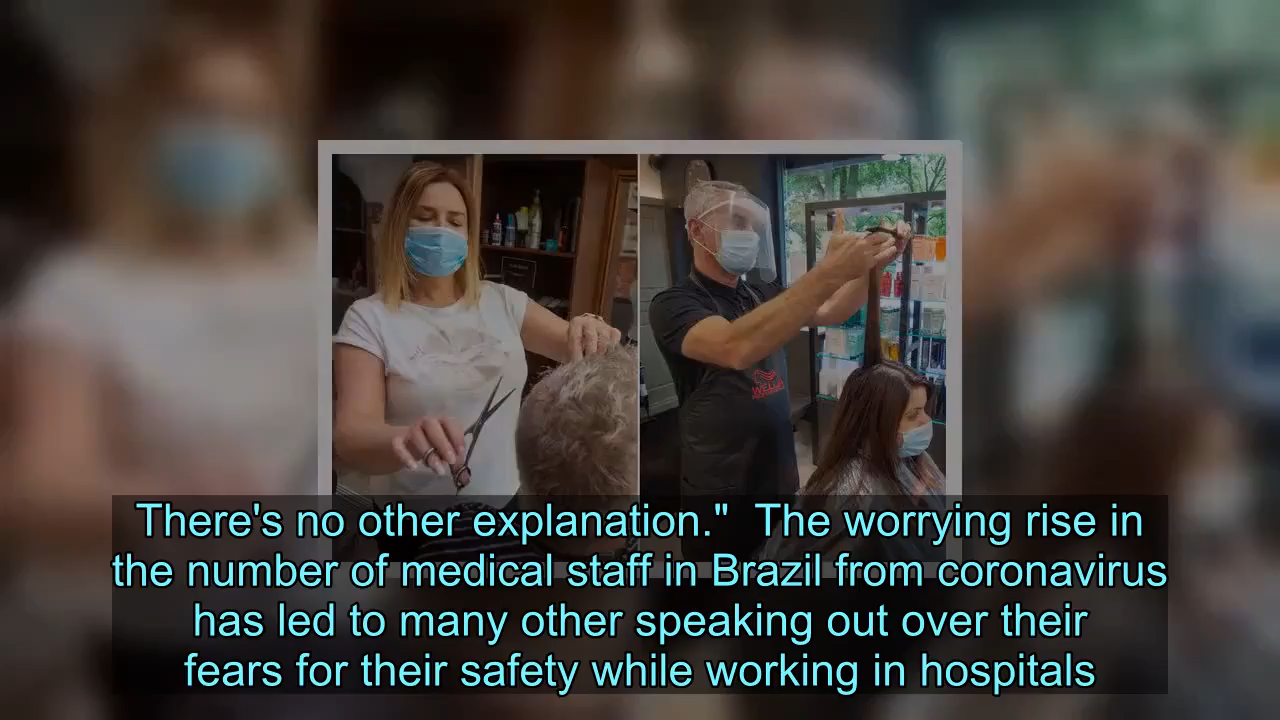 WELLA
There's no other explanation."  The worrying rise in
the number of medical staff in Brazil from coronavirus
has led to many other speaking out over their
fears for their safety while working in hospitals